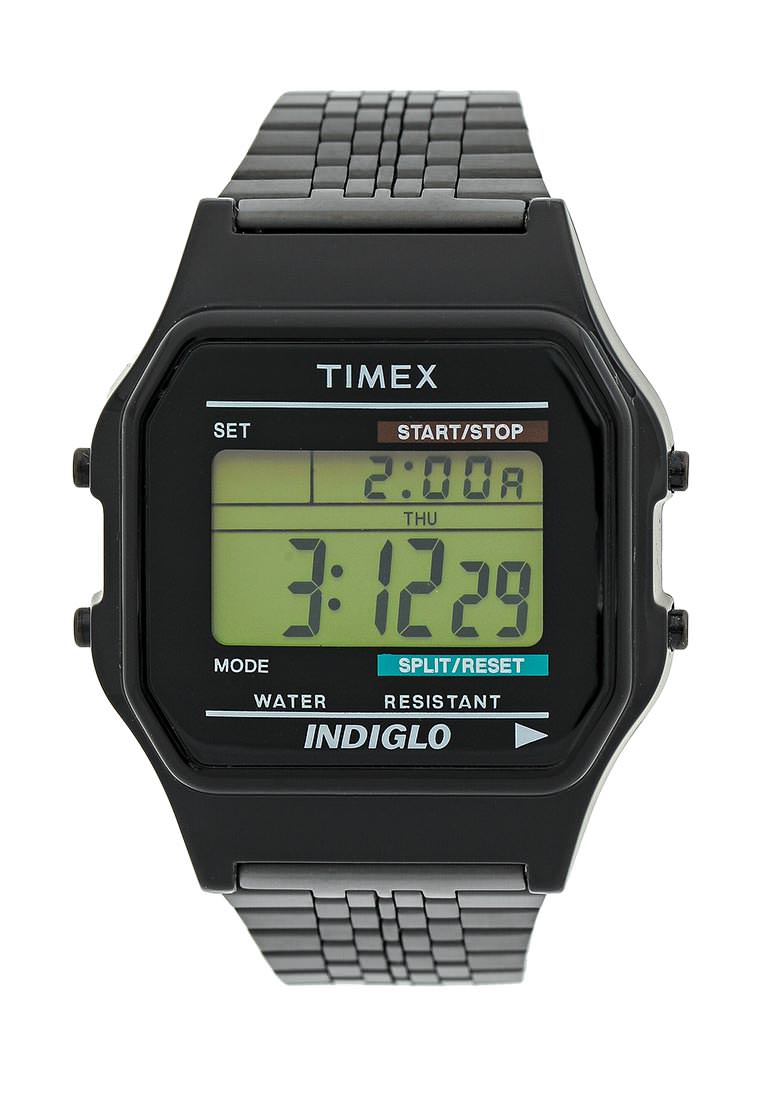 TIMEX
SET START/STOP
2:00A
THU
3:12 29
MODE SPLIT/RESET
WATER RESISTANT
INDIGLO